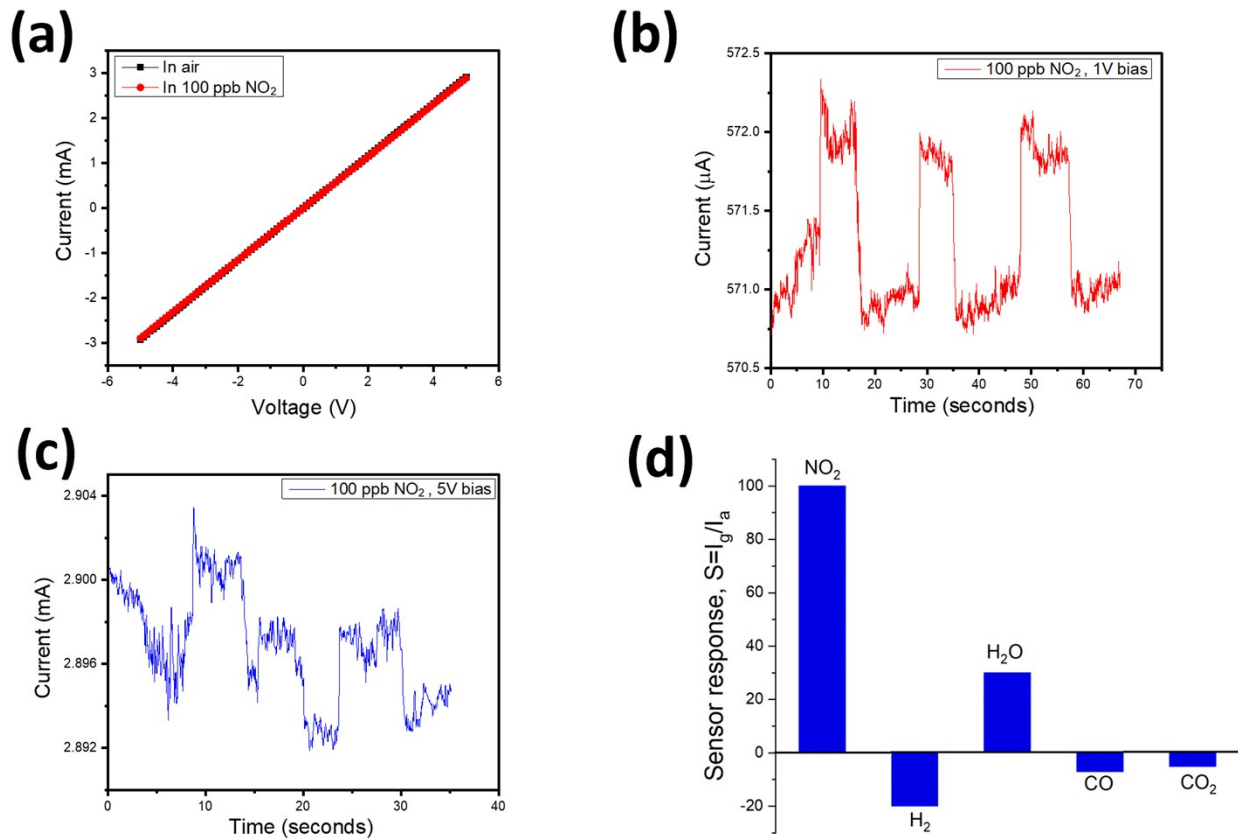 (a)
In air
In 100 ppb NO₂
3
2
1
0
-1
-2
-3
-6 -4 -2 0 2 4 6
Current (mA)
Voltage (V)
(b)
100 ppb NO₂ , 1V bias
572.5
572.0
571.5
571.0
570.5
0 10 20 30 40 50 60 70
Current (μA)
Time (seconds)
(c)
100 ppb NO₂ , 5V bias
2.904
2.900
2.896
2.892
0 10 20 30 40
Current (mA)
Time (seconds)
(d)
Sensor response, S=I_g/I_a
100
80
60
40
20
0
-20
NO₂
H₂
H₂O
CO
CO₂